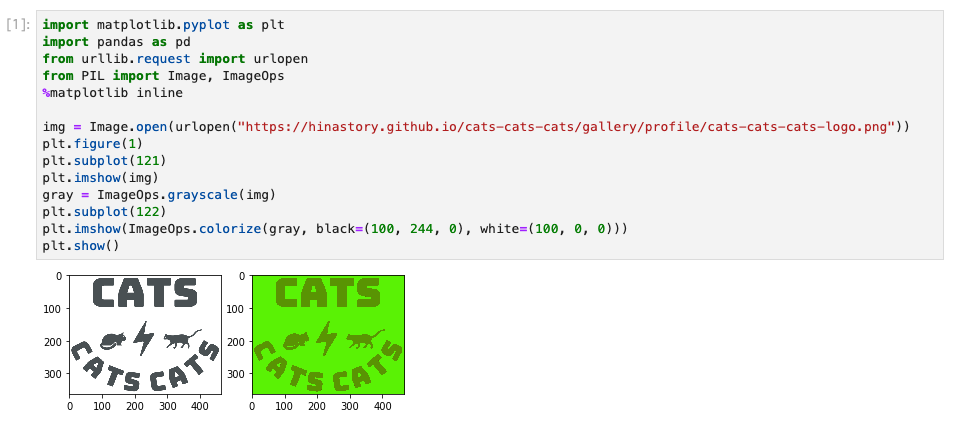 [1]:
import matplotlib.pyplot as plt
import pandas as pd
from urllib.request import urlopen
from PIL import Image, ImageOps
%matplotlib inline
img = Image.open(urlopen("https://hinastory.github.io/cats-cats-cats/gallery/profile/cats-cats-cats-logo.png"))
plt.figure(1)
plt.subplot(121)
plt.imshow(img)
gray = ImageOps.grayscale(img)
plt.subplot(122)
plt.imshow(ImageOps.colorize(gray, black=(100, 244, 0), white=(100, 0, 0)))
plt.show()
0
100
200
300
CATS
CATS CATS
0 100 200 300 400
0
100
200
300
CATS
CATS CATS
0 100 200 300 400